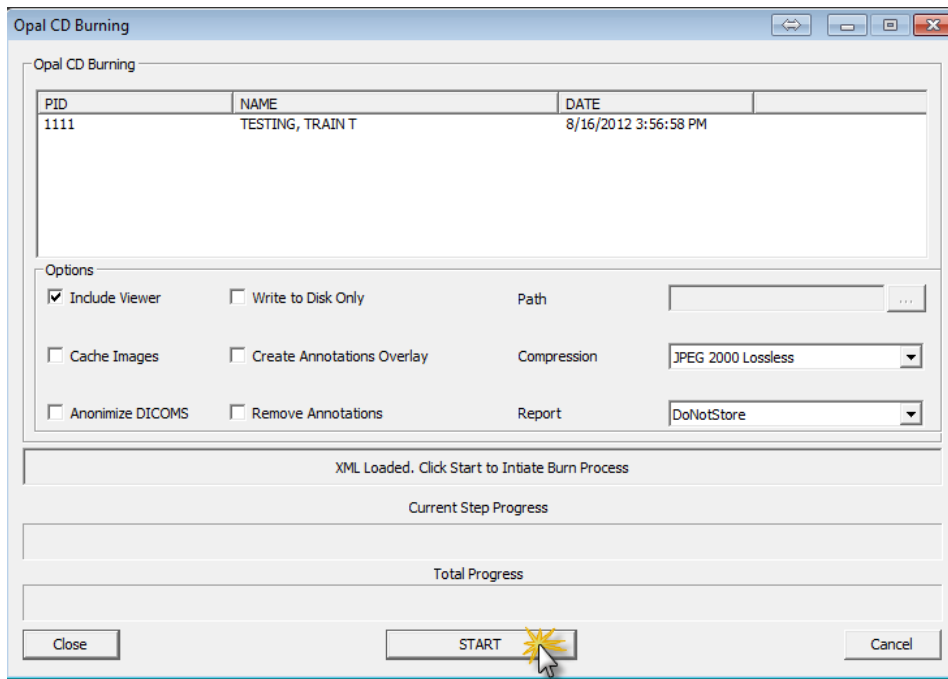 Opal CD Burning
Opal CD Burning
PID NAME DATE
1111 TESTING, TRAIN T 8/16/2012 3:56:58 PM
Options
Include Viewer Write to Disk Only Path ...
Cache Images Create Annotations Overlay Compression JPEG 2000 Lossless
Anonimize DICOMS Remove Annotations Report DoNotStore
XML Loaded. Click Start to Intiate Burn Process
Current Step Progress
Total Progress
Close START Cancel